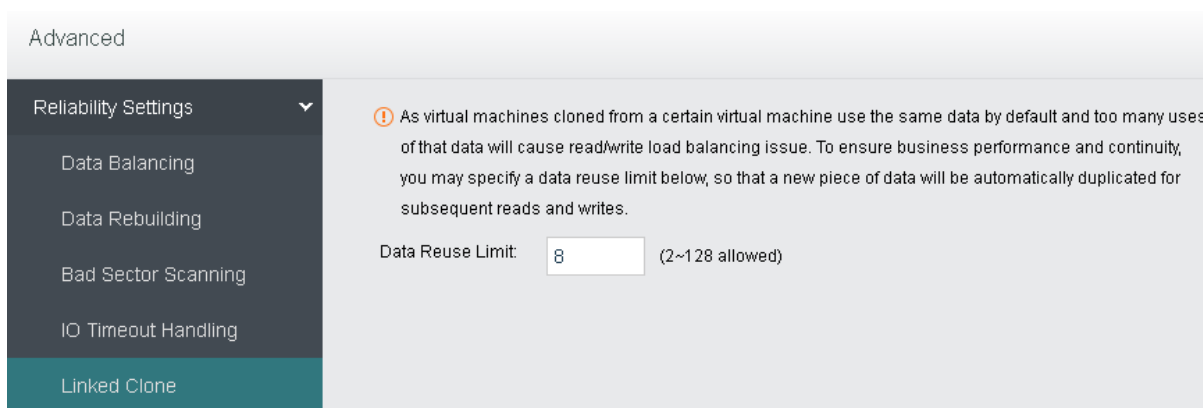 Advanced
Reliability Settings
Data Balancing
Data Rebuilding
Bad Sector Scanning
IO Timeout Handling
Linked Clone
As virtual machines cloned from a certain virtual machine use the same data by default and too many uses
of that data will cause read/write load balancing issue. To ensure business performance and continuity,
you may specify a data reuse limit below, so that a new piece of data will be automatically duplicated for
subsequent reads and writes.
Data Reuse Limit: 8 (2~128 allowed)